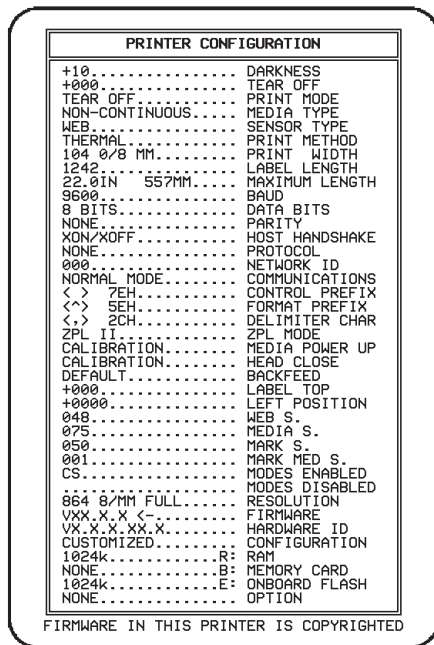 PRINTER CONFIGURATION
+10............... DARKNESS
+000.............. TEAR OFF
TEAR OFF.......... PRINT MODE
NON-CONTINUOUS..... MEDIA TYPE
WEB............... SENSOR TYPE
THERMAL........... PRINT METHOD
104 0/8 MM........ PRINT WIDTH
1242.............. LABEL LENGTH
22.0IN 557MM..... MAXIMUM LENGTH
9600.............. BAUD
8 BITS............ DATA BITS
NONE.............. PARITY
XON/XOFF.......... HOST HANDSHAKE
NONE.............. PROTOCOL
000............... NETWORK ID
NORMAL MODE....... COMMUNICATIONS
< > 7EH.......... CONTROL PREFIX
<^> 5EH.......... FORMAT PREFIX
<,> 2CH.......... DELIMITER CHAR
ZPL II............ ZPL MODE
CALIBRATION....... MEDIA POWER UP
CALIBRATION....... HEAD CLOSE
DEFAULT........... BACKFEED
+000.............. LABEL TOP
+0000............. LEFT POSITION
048............... WEB S.
075............... MEDIA S.
050............... MARK S.
001............... MARK MED S.
CS................ MODES ENABLED
.................. MODES DISABLED
864 8/MM FULL..... RESOLUTION
VXX.X.X <-........ FIRMWARE
VX.X.X.XX.X....... HARDWARE ID
CUSTOMIZED........ CONFIGURATION
1024k............R: RAM
NONE.............B: MEMORY CARD
1024k............E: ONBOARD FLASH
NONE.............. OPTION
FIRMWARE IN THIS PRINTER IS COPYRIGHTED